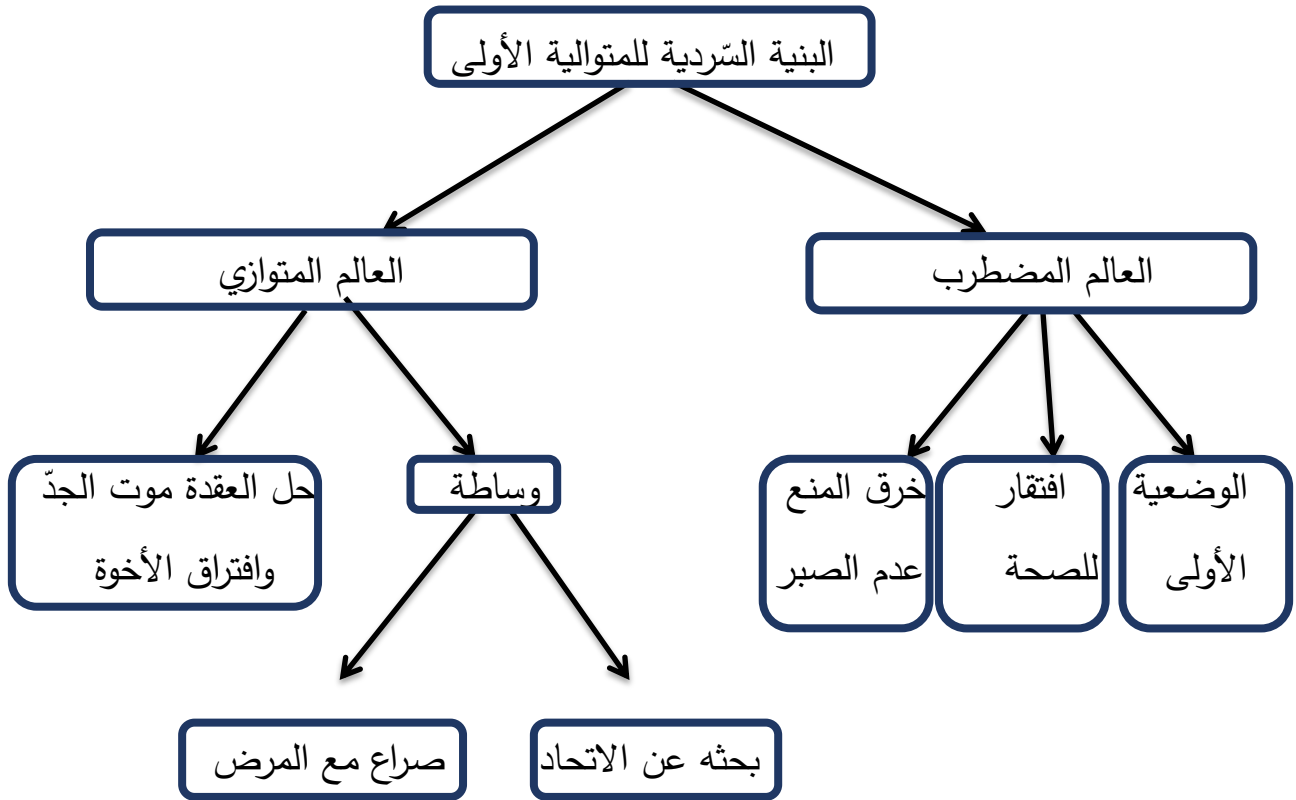 البنية السّردية للمتوالية الأولى
العالم المضطرب
العالم المتوازي
الوضعية
الأولى
افتقار
للصحة
خرق المنع
عدم الصبر
وساطة
حل العقدة موت الجدّ
وافتراق الأخوة
بحثه عن الاتحاد
صراع مع المرض